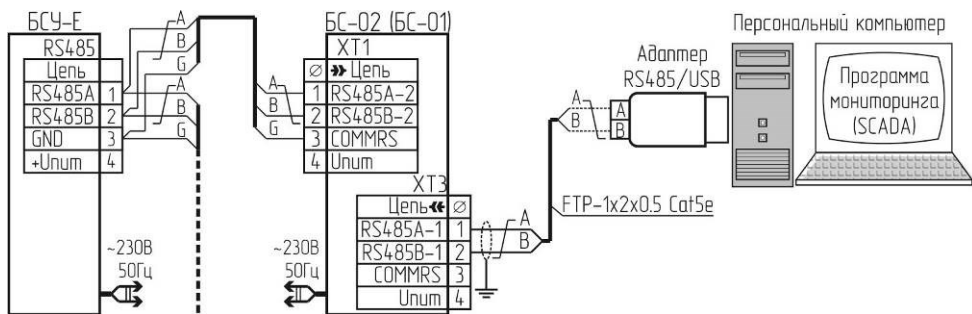 БСУ-Е
RS485
Цепь
RS485A 1
RS485B 2
GND 3
+Uпит 4
~230В
50Гц
A
B
G
A
B
G
БС-02 (БС-01)
XT1
Ø Цепь
1 RS485A-2
2 RS485B-2
3 COMMRS
4 Uпит
A
B
G
XT3
Цепь Ø
RS485A-1 1
RS485B-1 2
COMMRS 3
Uпит 4
~230В
50Гц
A
B
FTP-1x2x0.5 Cat5e
A
B
Адаптер
RS485/USB
A
B
Персональный компьютер
Программа
мониторинга
(SCADA)